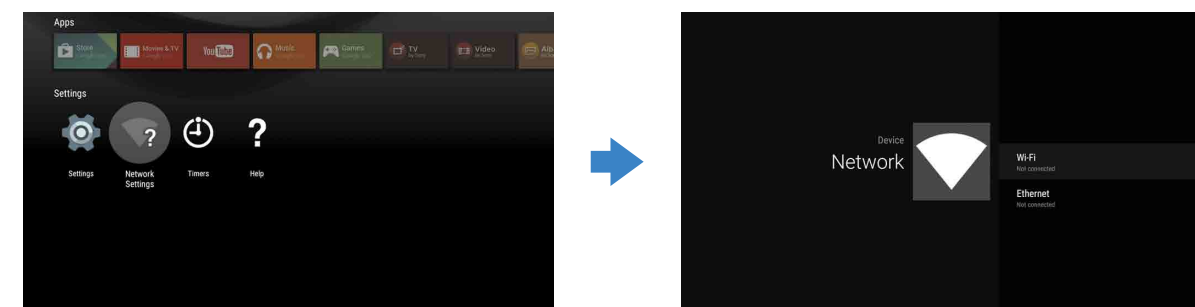 Apps
Store
Movies & TV
YouTube
Music
Games
TV
Video
Settings
Settings
Network
Settings
Timers
Help
Device
Network
Wi-Fi
Not connected
Ethernet
Not connected